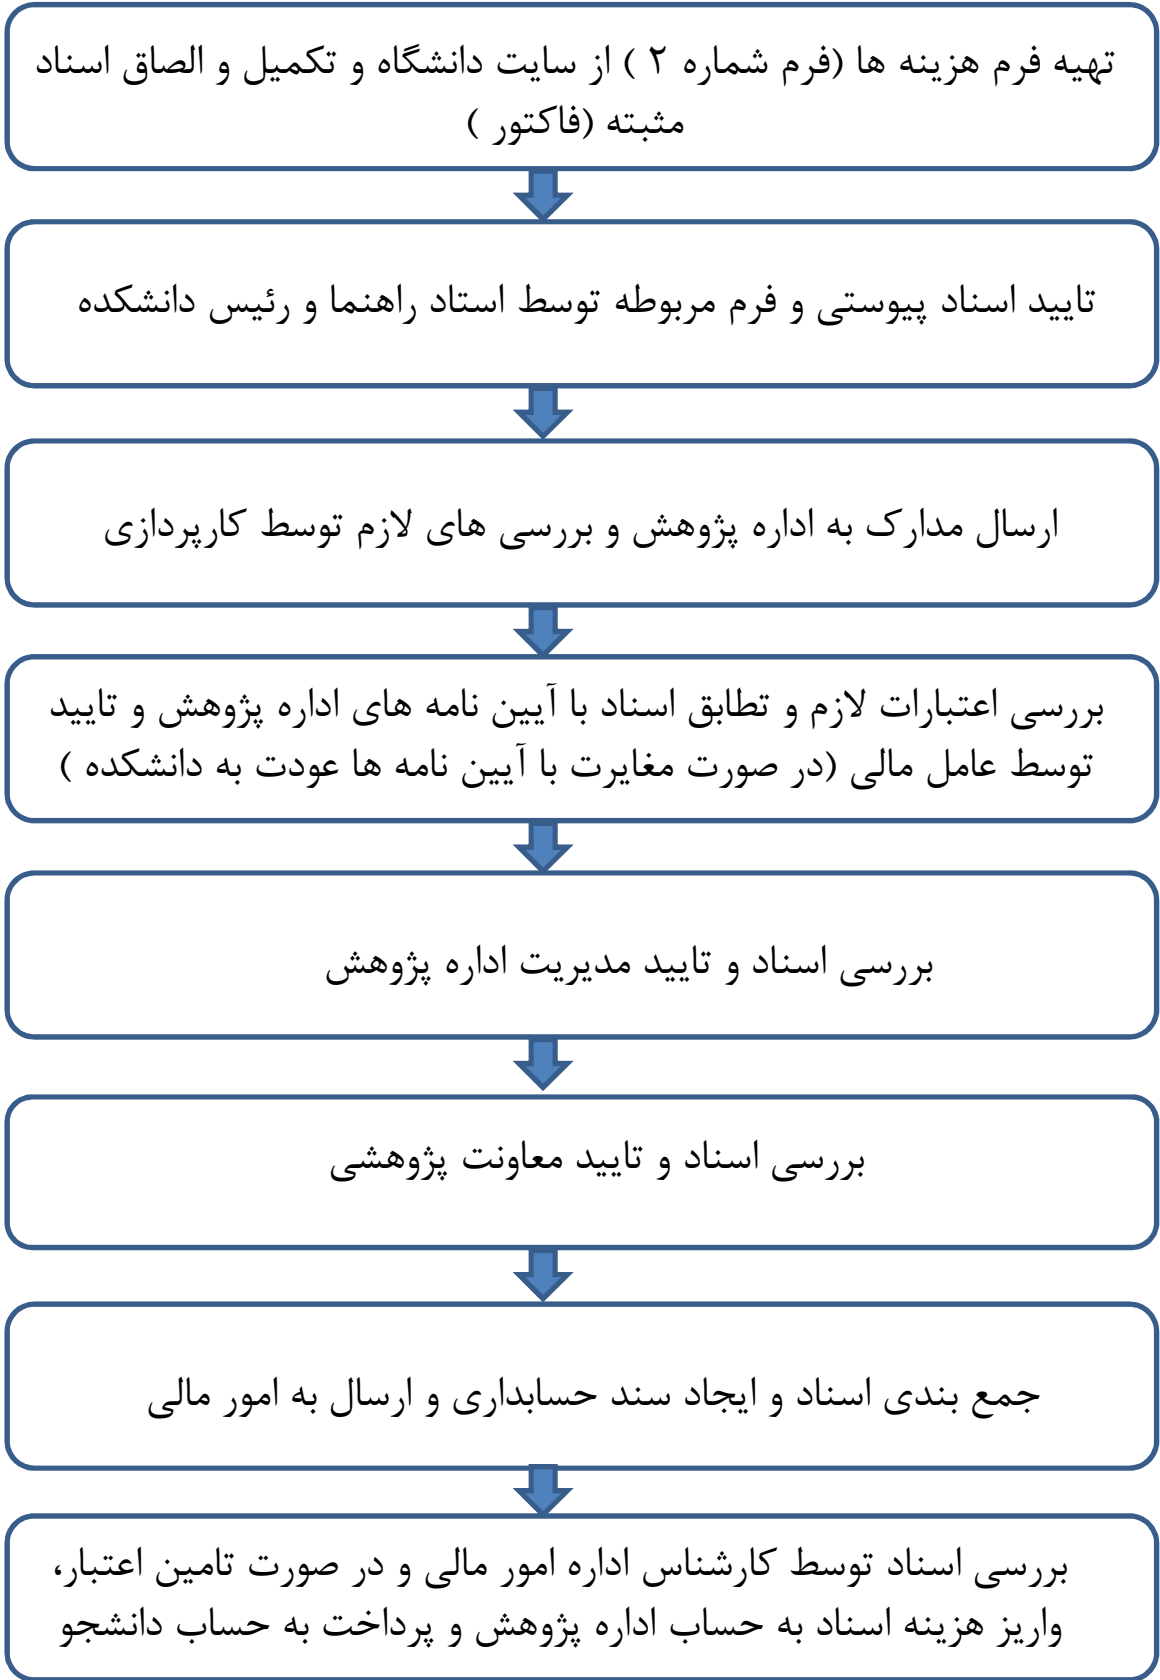 تهیه فرم هزینه ها (فرم شماره ۲ ) از سایت دانشگاه و تکمیل و الصاق اسناد
مثبته (فاکتور )
تایید اسناد پیوستی و فرم مربوطه توسط استاد راهنما و رئیس دانشکده
ارسال مدارک به اداره پژوهش و بررسی های لازم توسط کارپردازی
بررسی اعتبارات لازم و تطابق اسناد با آیین نامه های اداره پژوهش و تایید
توسط عامل مالی (در صورت مغایرت با آیین نامه ها عودت به دانشکده )
بررسی اسناد و تایید مدیریت اداره پژوهش
بررسی اسناد و تایید معاونت پژوهشی
جمع بندی اسناد و ایجاد سند حسابداری و ارسال به امور مالی
بررسی اسناد توسط کارشناس اداره امور مالی و در صورت تامین اعتبار،
واریز هزینه اسناد به حساب اداره پژوهش و پرداخت به حساب دانشجو